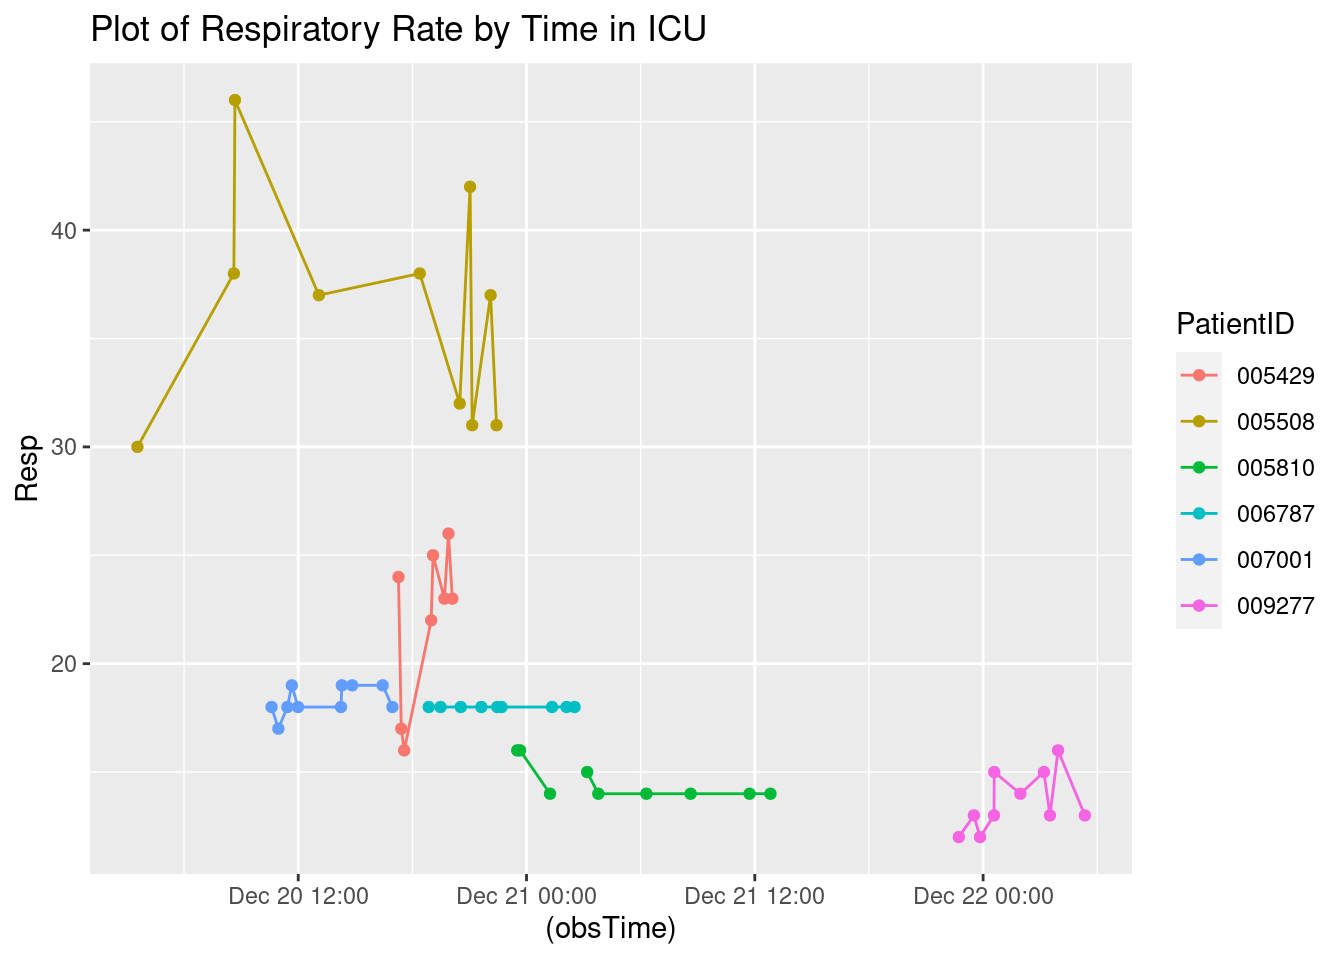 Plot of Respiratory Rate by Time in ICU
40
30
20
Resp
Dec 20 12:00
Dec 21 00:00
Dec 21 12:00
Dec 22 00:00
(obsTime)
PatientID
005429
005508
005810
006787
007001
009277